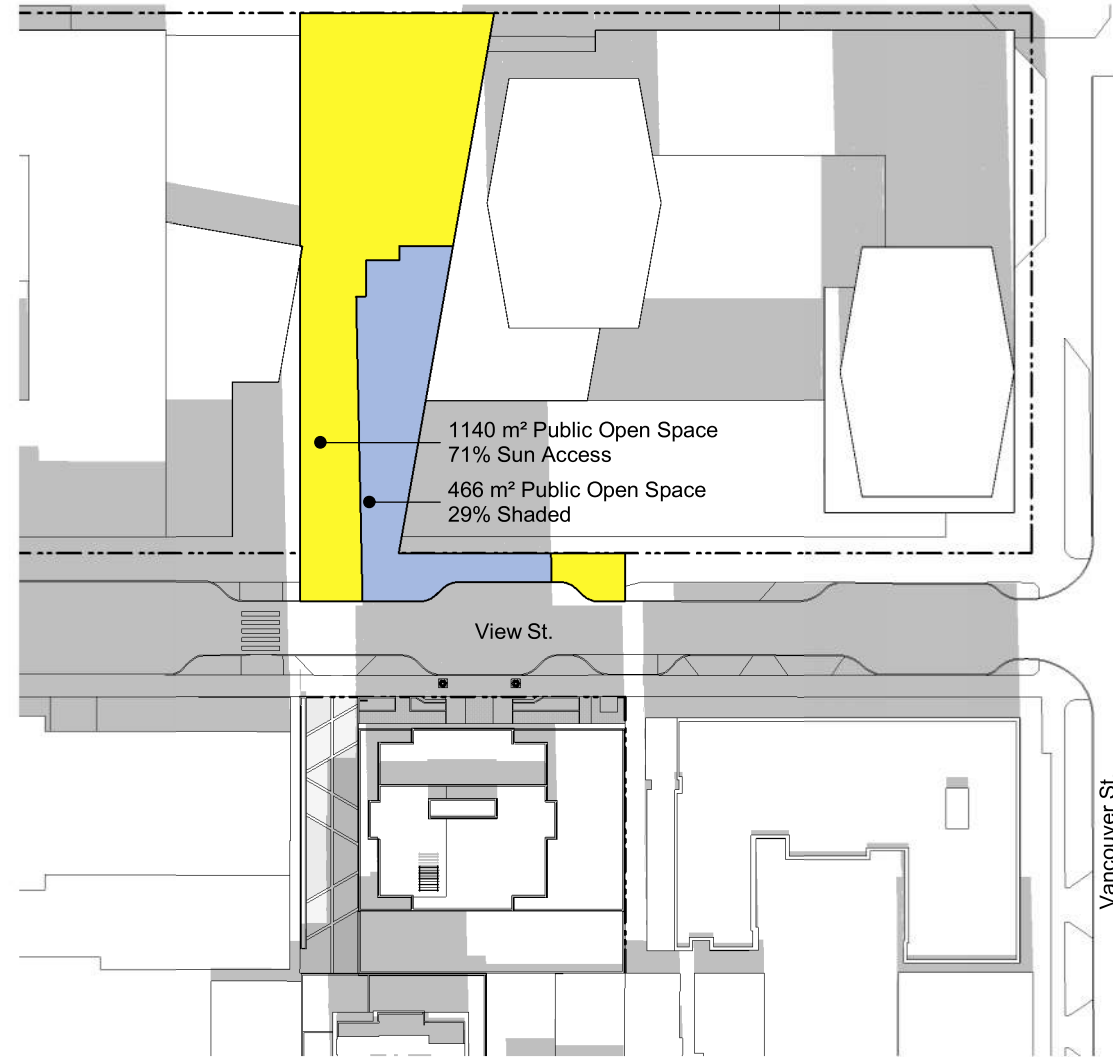 1140 m² Public Open Space
71% Sun Access
466 m² Public Open Space
29% Shaded
View St.
Vancouver St